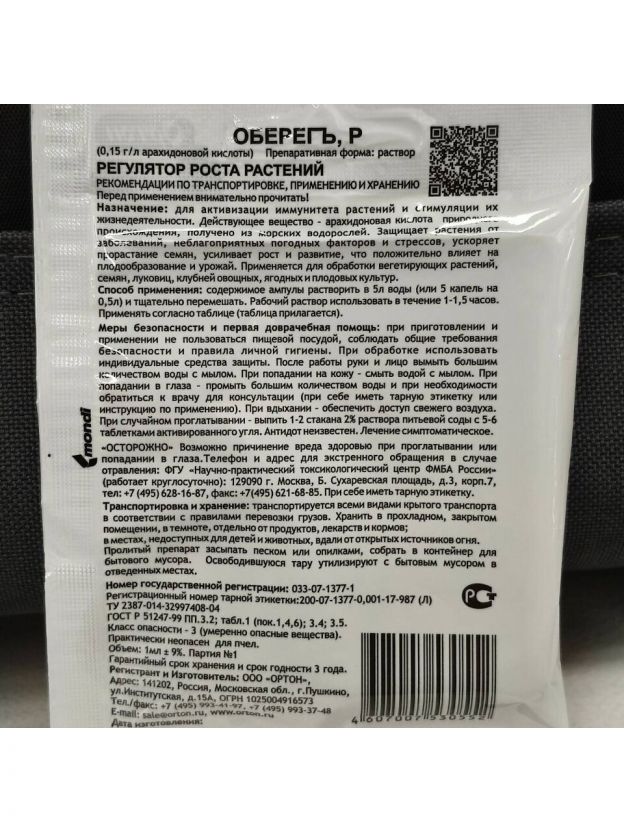 ОБЕРЕГЪ, Р
(0,15 г/л арахидоновой кислоты) Препаративная форма: раствор
РЕГУЛЯТОР РОСТА РАСТЕНИЙ
РЕКОМЕНДАЦИИ ПО ТРАНСПОРТИРОВКЕ, ПРИМЕНЕНИЮ И ХРАНЕНИЮ
Перед применением внимательно прочитать!
Назначение: для активизации иммунитета растений и стимуляции их
жизнедеятельности. Действующее вещество - арахидоновая кислота природного
происхождения, получено из морских водорослей. Защищает растения от
заболеваний, неблагоприятных погодных факторов и стрессов, ускоряет
прорастание семян, усиливает рост и развитие, что положительно влияет на
плодообразование и урожай. Применяется для обработки вегетирующих растений,
семян, луковиц, клубней овощных, ягодных и плодовых культур.
Способ применения: содержимое ампулы растворить в 5л воды (или 5 капель на
0,5л) и тщательно перемешать. Рабочий раствор использовать в течение 1-1,5 часов.
Применять согласно таблице (таблица прилагается).
Меры безопасности и первая доврачебная помощь: при приготовлении и
применении не пользоваться пищевой посудой, соблюдать общие требования
безопасности и правила личной гигиены. При обработке использовать
индивидуальные средства защиты. После работы руки и лицо вымыть большим
количеством воды с мылом. При попадании на кожу - смыть водой с мылом. При
попадании в глаза - промыть большим количеством воды и при необходимости
обратиться к врачу для консультации (при себе иметь тарную этикетку или
инструкцию по применению). При вдыхании - обеспечить доступ свежего воздуха.
При случайном проглатывании - выпить 1-2 стакана 2% раствора питьевой соды с 5-6
таблетками активированного угля. Антидот неизвестен. Лечение симптоматическое.
mandi
«ОСТОРОЖНО» Возможно причинение вреда здоровью при проглатывании или
попадании в глаза.Телефон и адрес для экстренного обращения в случае
отравления: ФГУ «Научно-практический токсикологический центр ФМБА России»
(работает круглосуточно): 129090 г. Москва, Б. Сухаревская площадь, д.3, корп.7,
тел: +7 (495) 628-16-87, факс: +7(495) 621-68-85. При себе иметь тарную этикетку.
Транспортировка и хранение: транспортируется всеми видами крытого транспорта
в соответствии с правилами перевозки грузов. Хранить в прохладном, закрытом
помещении, в темноте, отдельно от продуктов, лекарств и кормов;
в местах, недоступных для детей и животных, вдали от открытых источников огня.
Пролитый препарат засыпать песком или опилками, собрать в контейнер для
бытового мусора. Освободившуюся тару утилизируют с бытовым мусором в
отведенных местах.
Номер государственной регистрации: 033-07-1377-1
Регистрационный номер тарной этикетки:200-07-1377-0,001-17-987 (Л)
ТУ 2387-014-32997408-04
ГОСТ Р 51247-99 ПП.3.2; табл.1 (пок.1,4,6); 3.4; 3.5.
Класс опасности - 3 (умеренно опасные вещества).
Практически неопасен для пчел.
Объем: 1мл ± 9%. Партия №1
Гарантийный срок хранения и срок годности 3 года.
Регистрант и Изготовитель: ООО «ОРТОН»,
Адрес: 141202, Россия, Московская обл., г.Пушкино,
ул.Институтская, д.15А, ОГРН 1025004916573
Тел./факс: +7 (495) 993-41-97, +7 (495) 993-37-48
E-mail: sale@orton.ru, www.orton.ru
Дата изготовления:
4 607007 530552